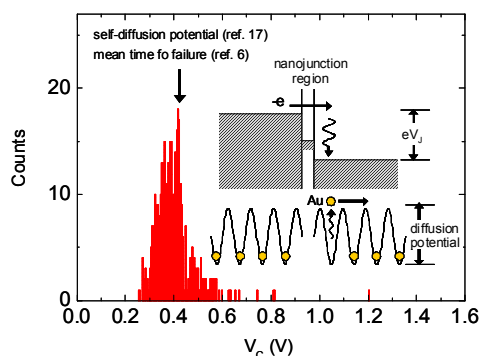 self-diffusion potential (ref. 17)
mean time fo failure (ref. 6)
nanojunction
region
-e
eVJ
Au
diffusion
potential
Counts
20
10
0
0.0 0.2 0.4 0.6 0.8 1.0 1.2 1.4 1.6
VC (V)